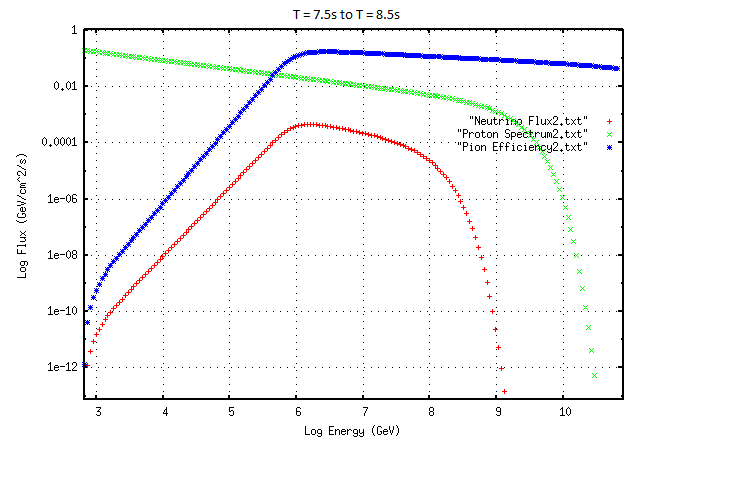 T = 7.5s to T = 8.5s
1
0.01
0.0001
1e-06
1e-08
1e-10
1e-12
Log Flux (GeV/cm^2/s)
"Neutrino Flux2.txt"
"Proton Spectrum2.txt"
"Pion Efficiency2.txt"
3 4 5 6 7 8 9 10
Log Energy (GeV)